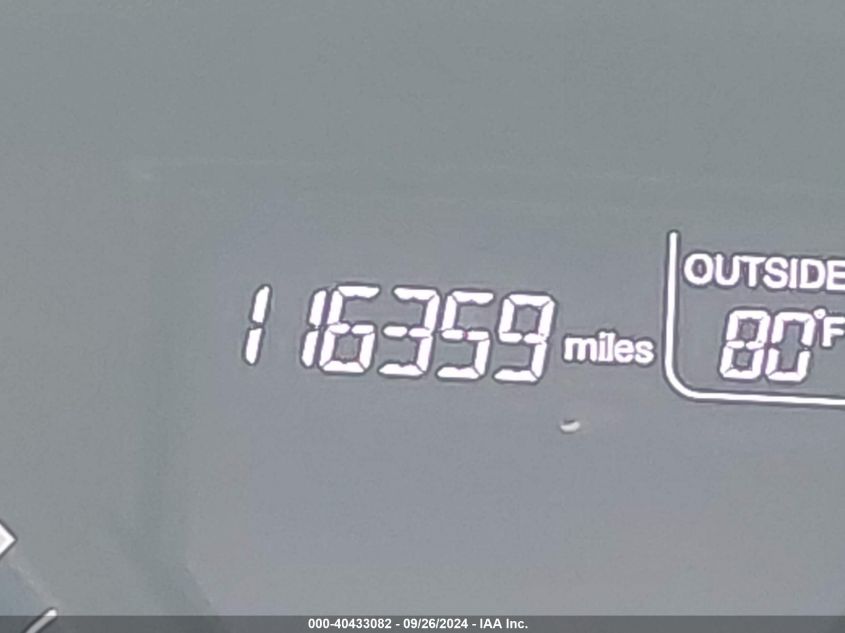 OUTSIDE
116359 miles 80°F
000-40433082 - 09/26/2024 - IAA Inc.